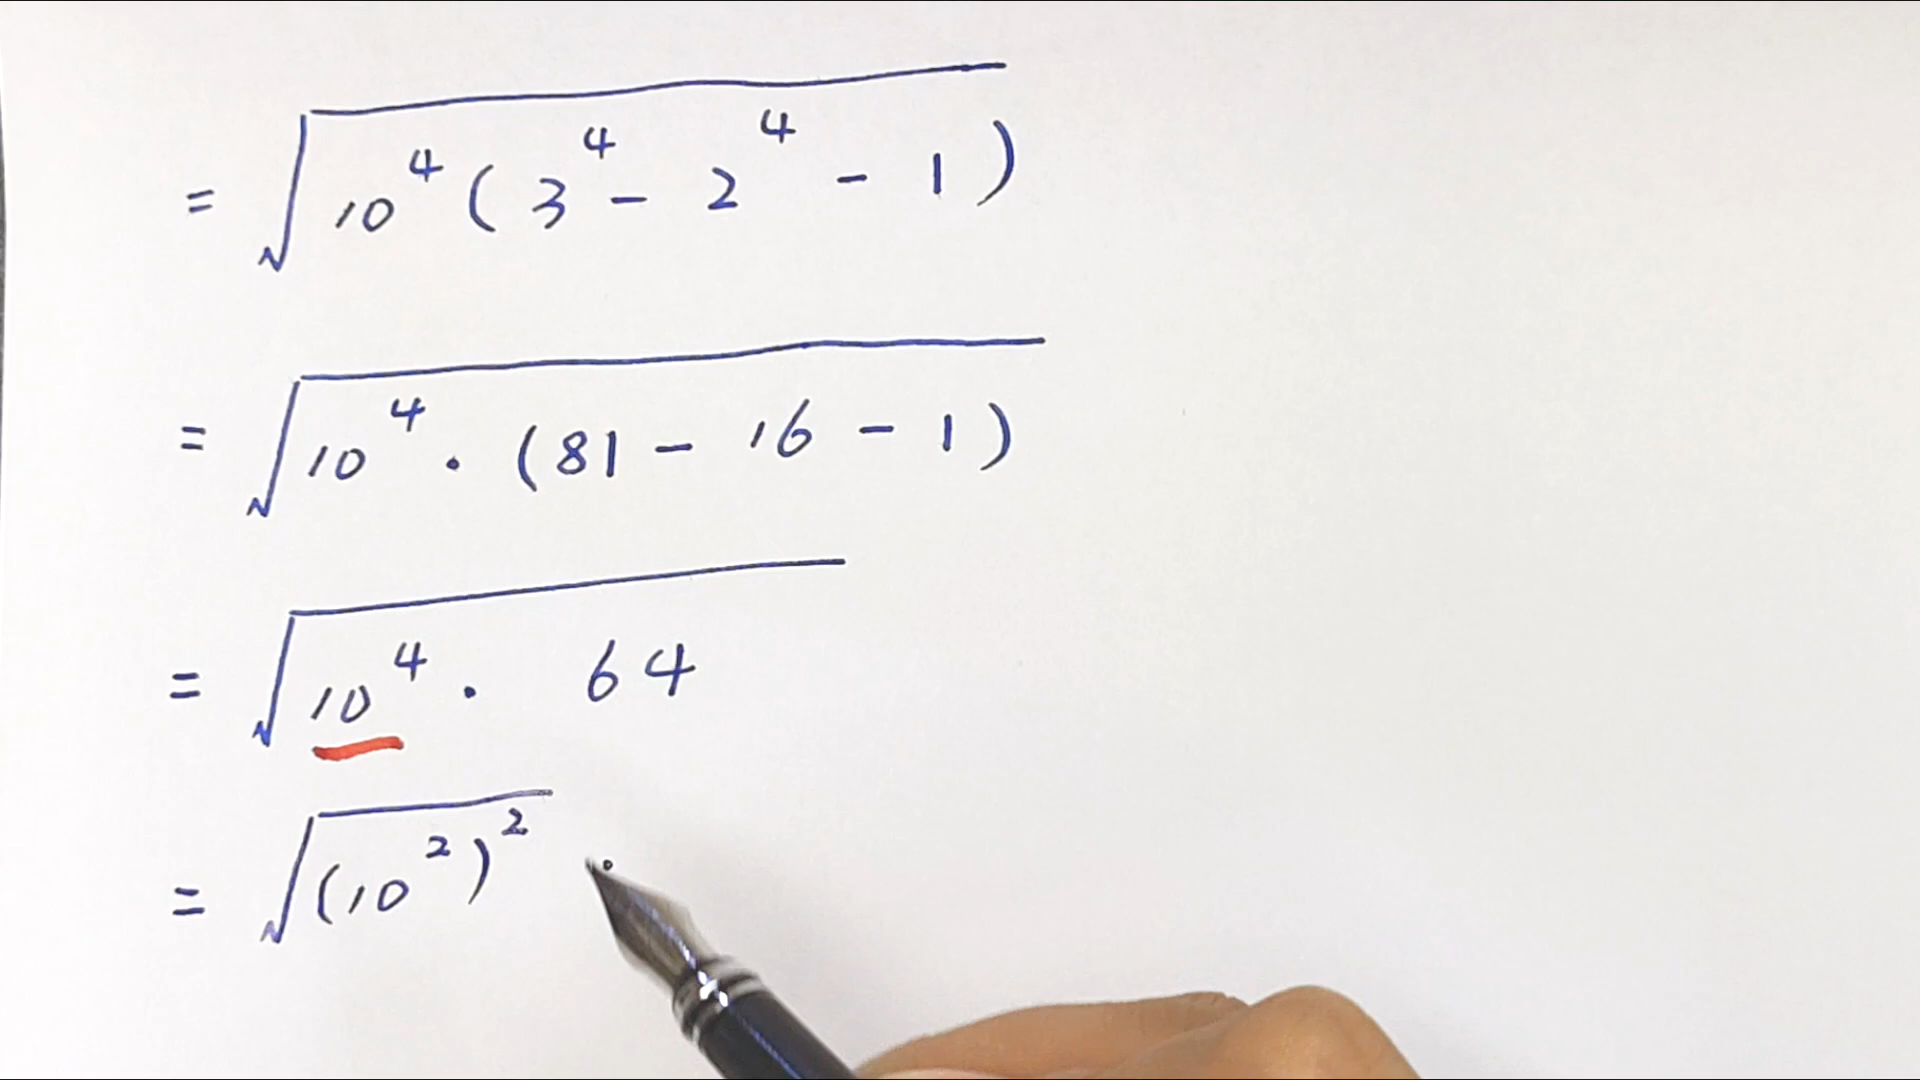 = √(10⁴(3⁴ - 2⁴ - 1))
= √(10⁴ · (81 - 16 - 1))
= √(10⁴ · 64)
= √((10²)²) ·